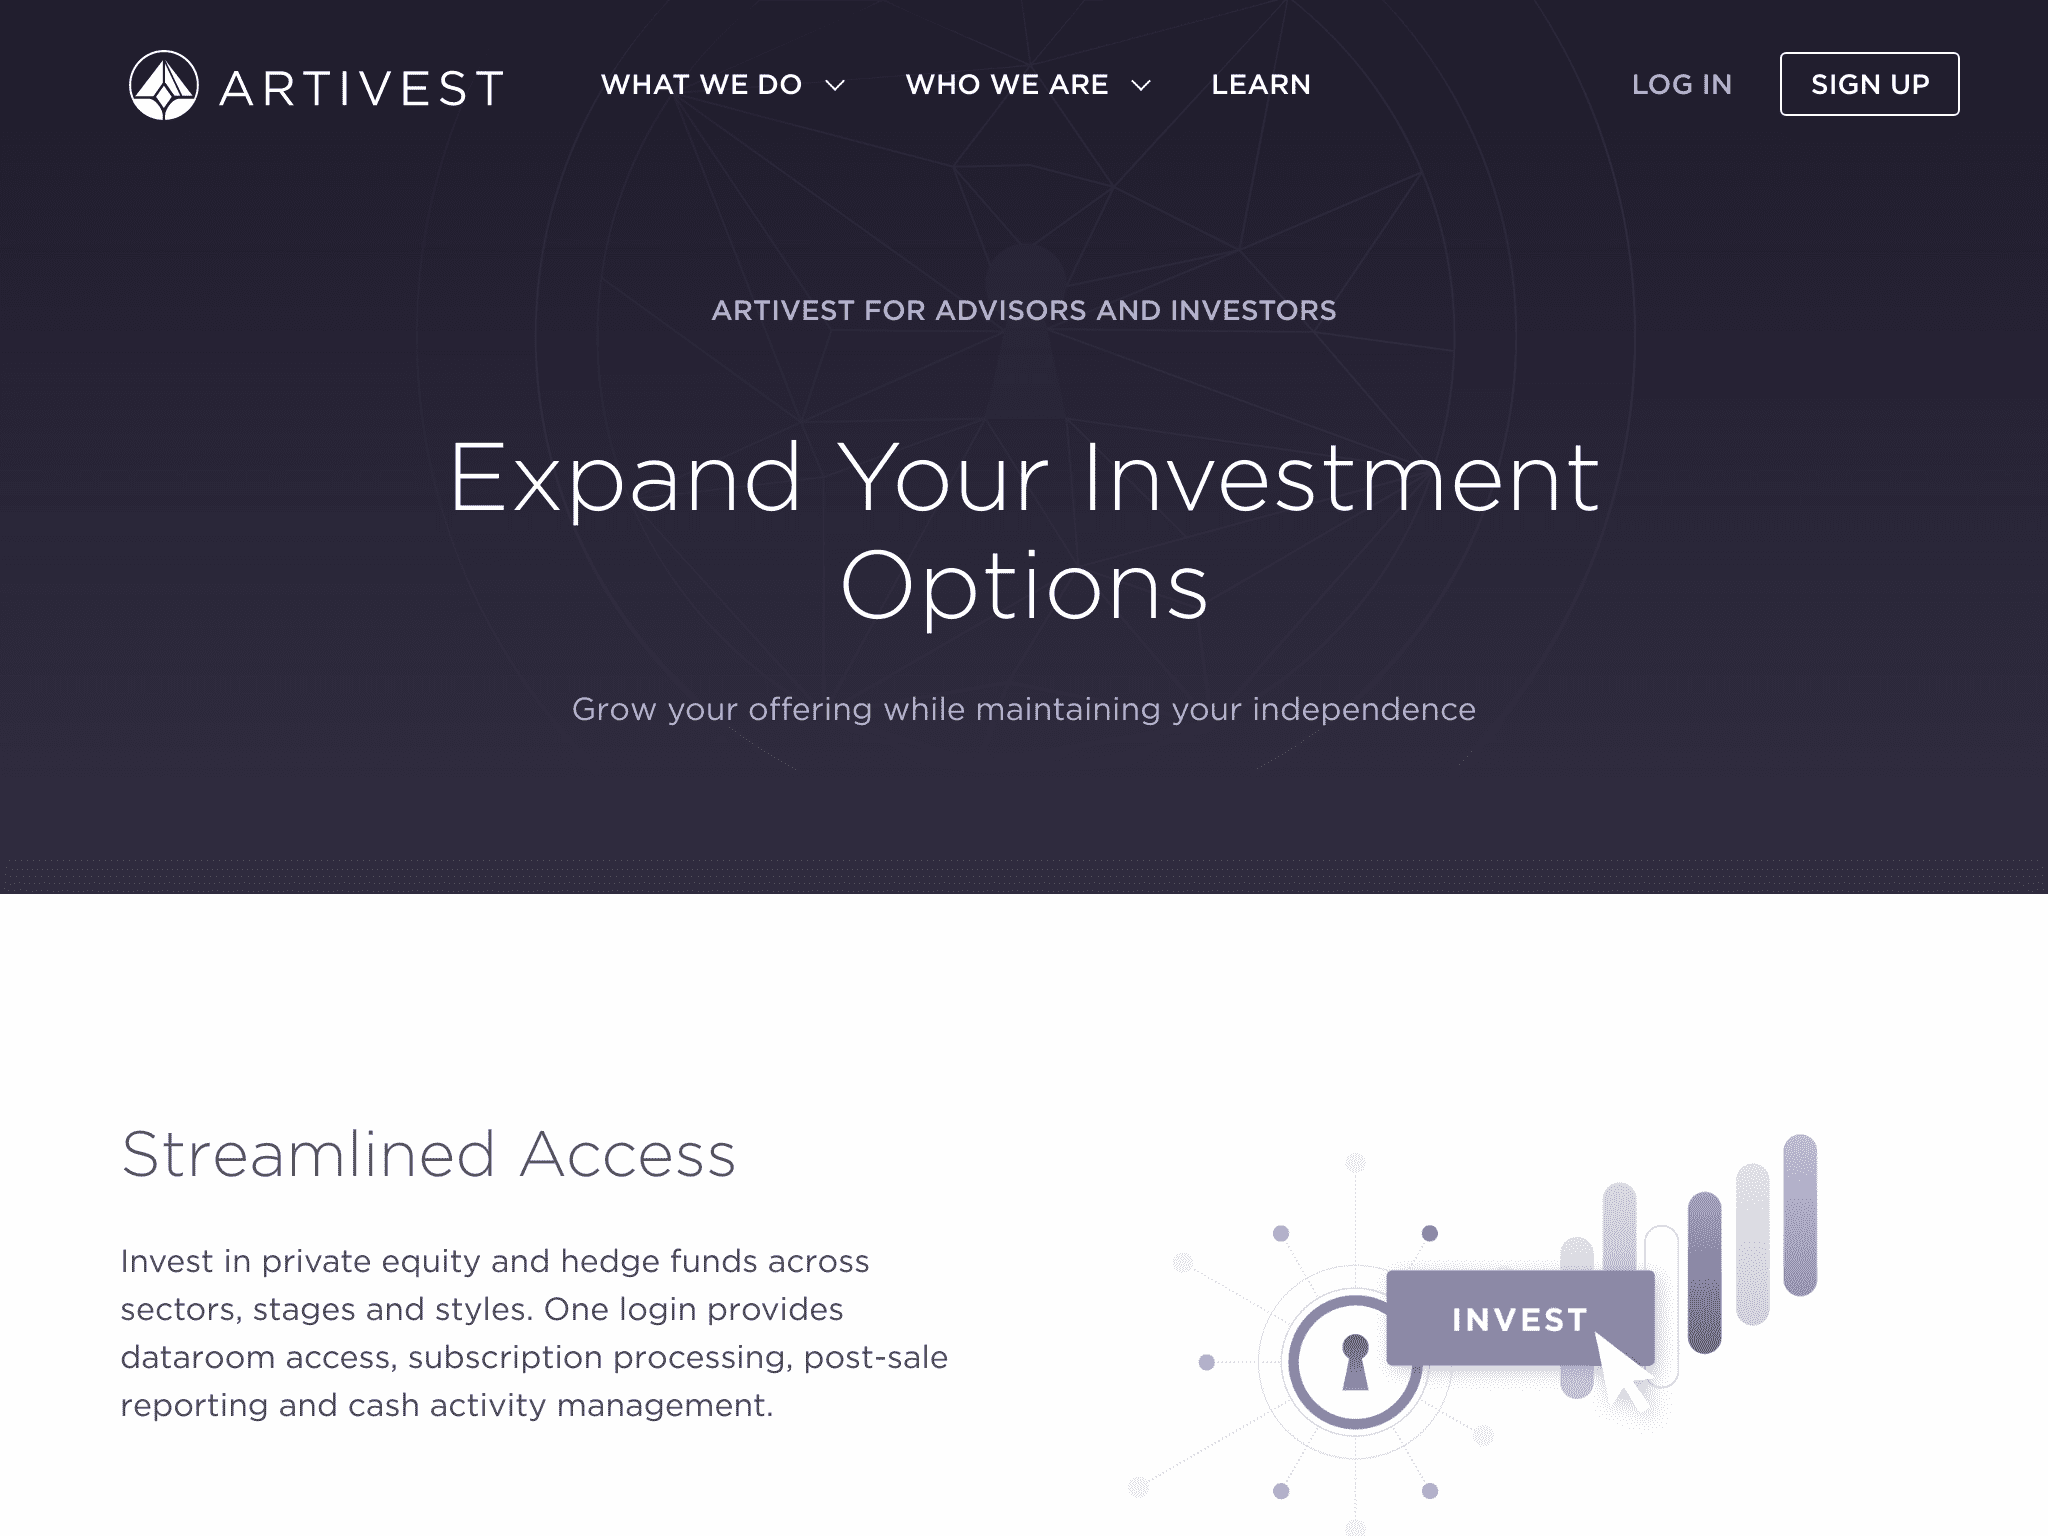 ARTIVEST
WHAT WE DO
WHO WE ARE
LEARN
LOG IN
SIGN UP
ARTIVEST FOR ADVISORS AND INVESTORS
Expand Your Investment
Options
Grow your offering while maintaining your independence
Streamlined Access
Invest in private equity and hedge funds across
sectors, stages and styles. One login provides
dataroom access, subscription processing, post-sale
reporting and cash activity management.
INVEST